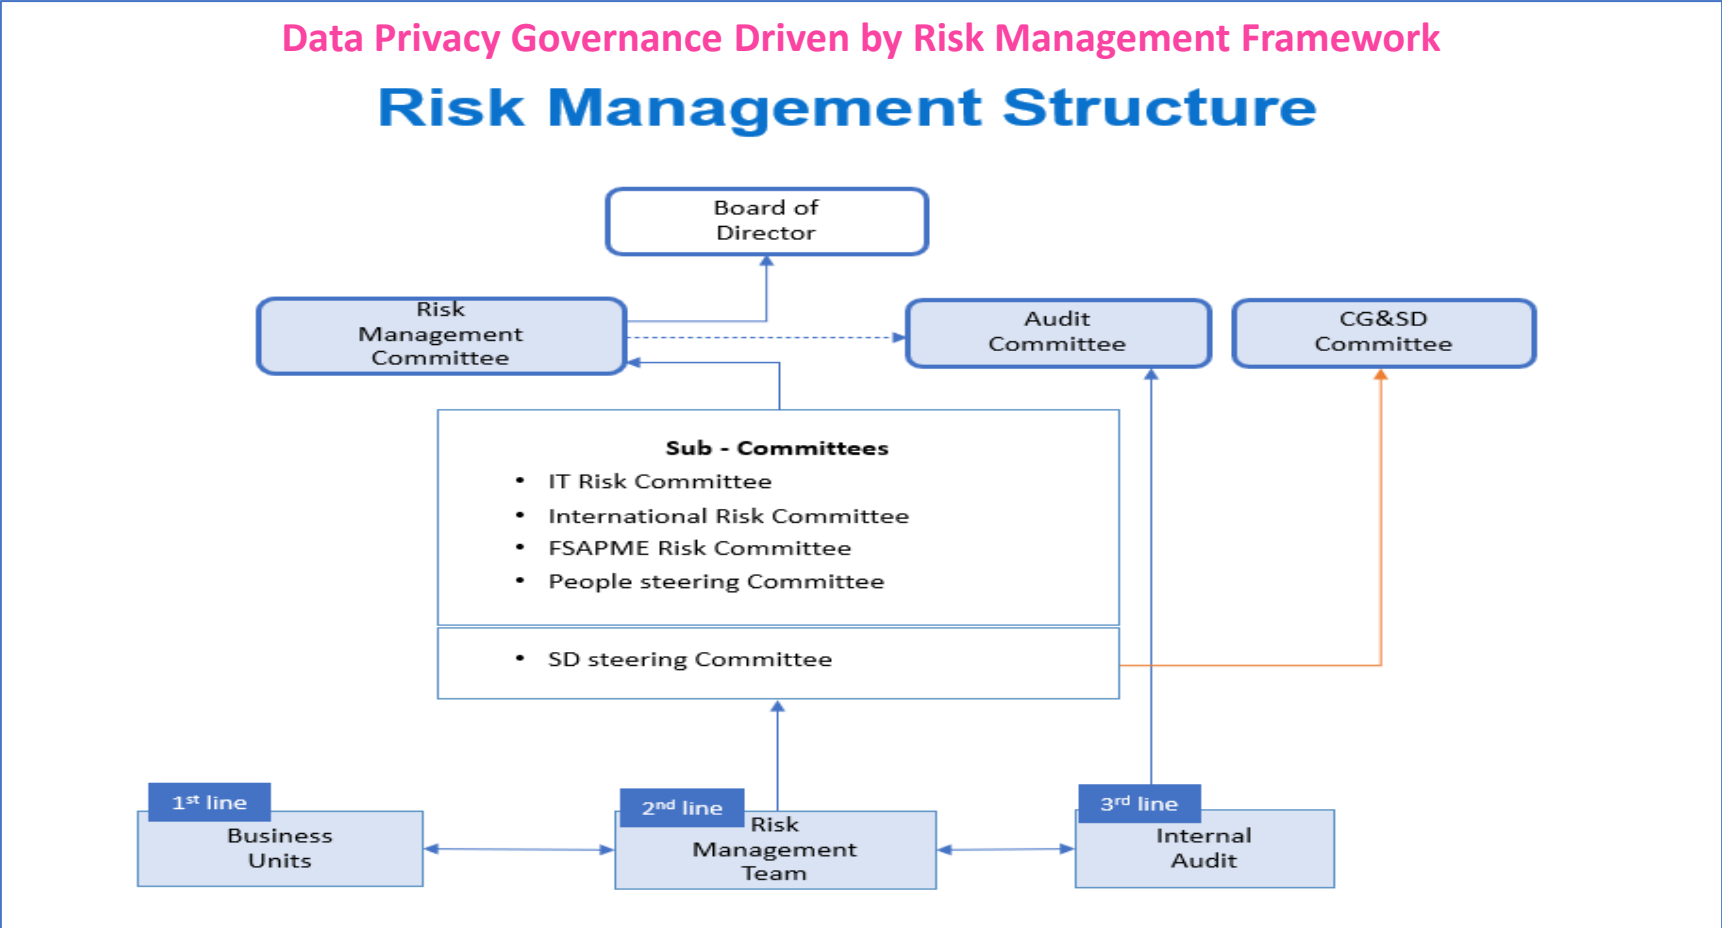 Data Privacy Governance Driven by Risk Management Framework
Risk Management Structure
Board of
Director
Risk
Management
Committee
Audit
Committee
CG&SD
Committee
Sub - Committees
• IT Risk Committee
• International Risk Committee
• FSAPME Risk Committee
• People steering Committee
• SD steering Committee
1st line
Business
Units
2nd line
Risk
Management
Team
3rd line
Internal
Audit